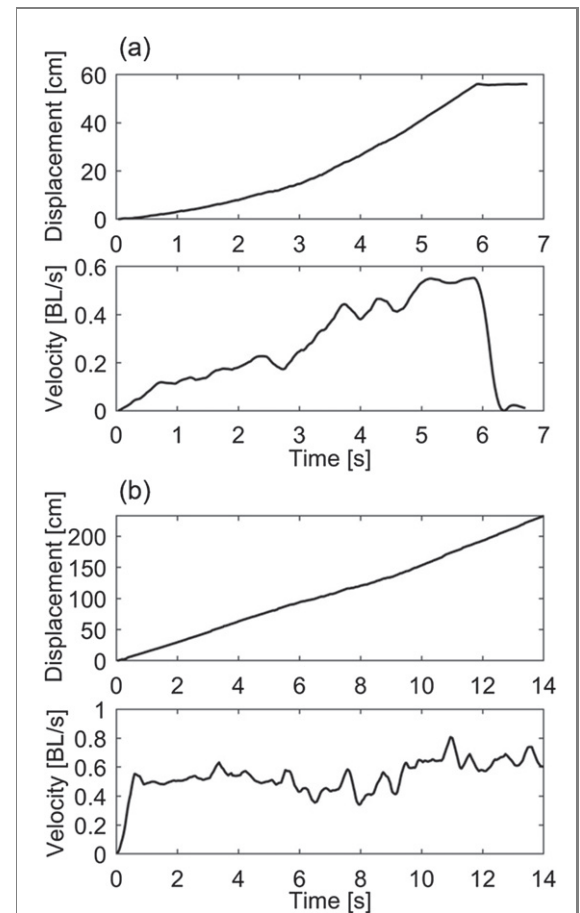 (a)
Displacement [cm]
60
40
20
0
0 1 2 3 4 5 6 7
Velocity [BL/s]
0.6
0.4
0.2
0
0 1 2 3 4 5 6 7
Time [s]
(b)
Displacement [cm]
200
150
100
50
0
0 2 4 6 8 10 12 14
Velocity [BL/s]
1
0.8
0.6
0.4
0.2
0
0 2 4 6 8 10 12 14
Time [s]